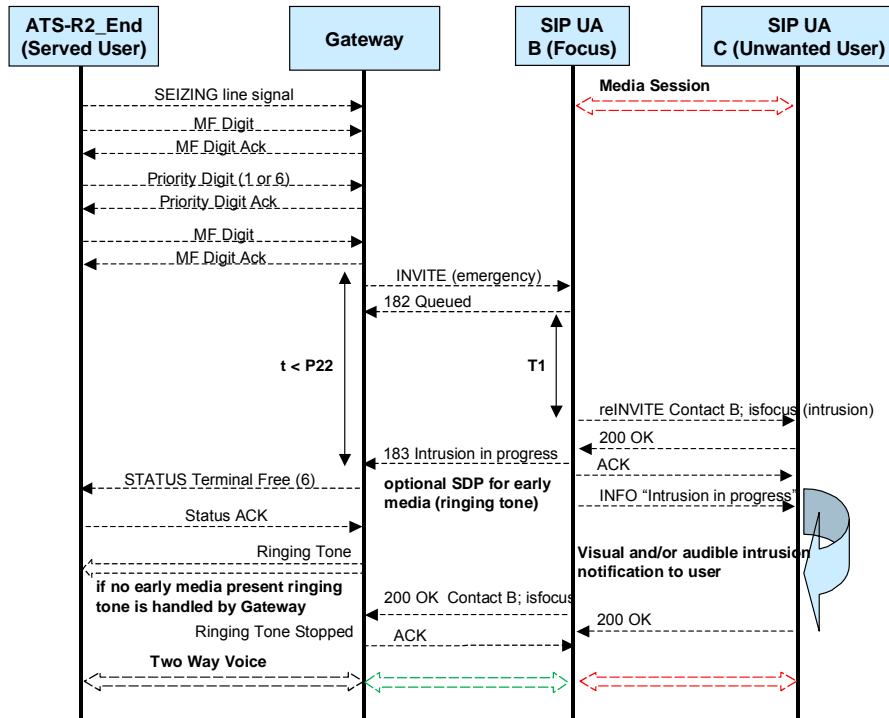 ATS-R2_End
(Served User)
Gateway
SIP UA
B (Focus)
SIP UA
C (Unwanted User)
SEIZING line signal
Media Session
MF Digit
MF Digit Ack
Priority Digit (1 or 6)
Priority Digit Ack
MF Digit
MF Digit Ack
INVITE (emergency)
182 Queued
t < P22
T1
reINVITE Contact B; isfocus (intrusion)
200 OK
183 Intrusion in progress
ACK
STATUS Terminal Free (6)
optional SDP for early
media (ringing tone)
INFO “Intrusion in progress”
Status ACK
Ringing Tone
Visual and/or audible intrusion
notification to user
if no early media present ringing
tone is handled by Gateway
200 OK Contact B; isfocus
Ringing Tone Stopped
ACK
200 OK
Two Way Voice